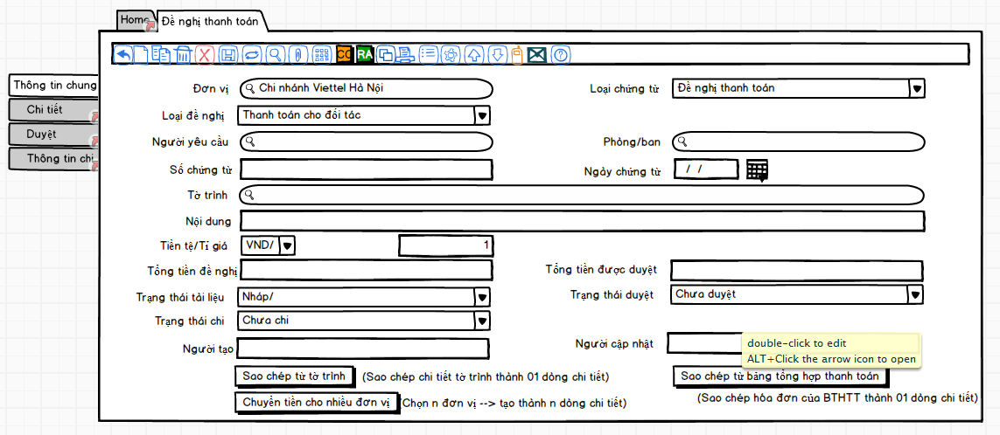 Home
Đề nghị thanh toán
CC
RA
Thông tin chung
Chi tiết
Duyệt
Thông tin chi
Đơn vị
Chi nhánh Viettel Hà Nội
Loại chứng từ
Đề nghị thanh toán
Loại đề nghị
Thanh toán cho đối tác
Người yêu cầu
Phòng/ban
Số chứng từ
Ngày chứng từ
/ /
Tờ trình
Nội dung
Tiền tệ/Tỉ giá
VND/
1
Tổng tiền đề nghị
Tổng tiền được duyệt
Trạng thái tài liệu
Nháp/
Trạng thái duyệt
Chưa duyệt
Trạng thái chi
Chưa chi
Người tạo
Người cập nhật
double-click to edit
ALT+Click the arrow icon to open
Sao chép từ tờ trình
(Sao chép chi tiết tờ trình thành 01 dòng chi tiết)
Sao chép từ bảng tổng hợp thanh toán
(Sao chép hóa đơn của BTHTT thành 01 dòng chi tiết)
Chuyển tiền cho nhiều đơn vị
(Chọn n đơn vị --> tạo thành n dòng chi tiết)